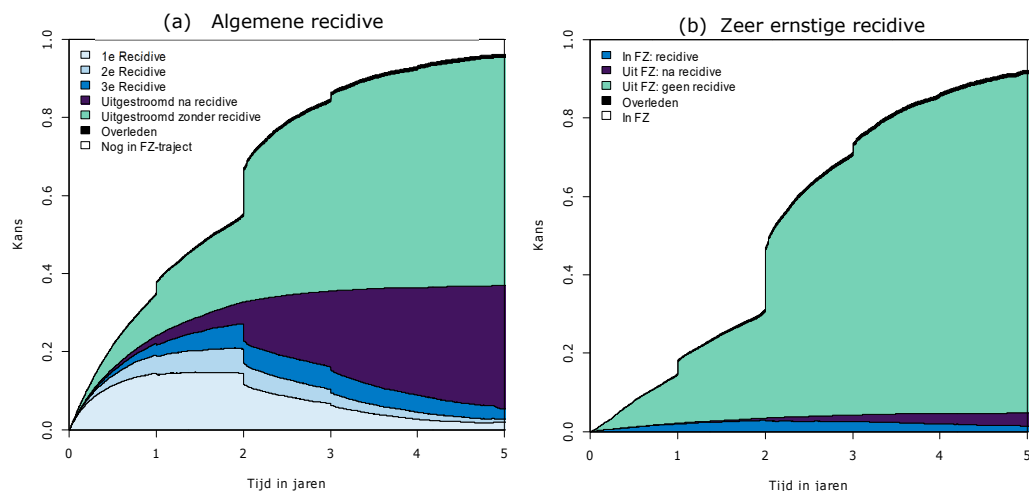 (a) Algemene recidive
1e Recidive
2e Recidive
3e Recidive
Uitgestroomd na recidive
Uitgestroomd zonder recidive
Overleden
Nog in FZ-traject
Kans
0.0
0.2
0.4
0.6
0.8
1.0
0 1 2 3 4 5
Tijd in jaren
(b) Zeer ernstige recidive
In FZ: recidive
Uit FZ: na recidive
Uit FZ: geen recidive
Overleden
In FZ
Kans
0.0
0.2
0.4
0.6
0.8
1.0
0 1 2 3 4 5
Tijd in jaren